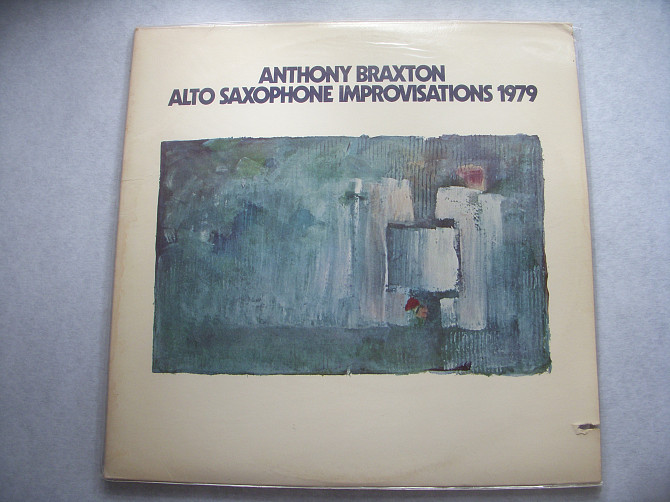 ANTHONY BRAXTON
ALTO SAXOPHONE IMPROVISATIONS 1979